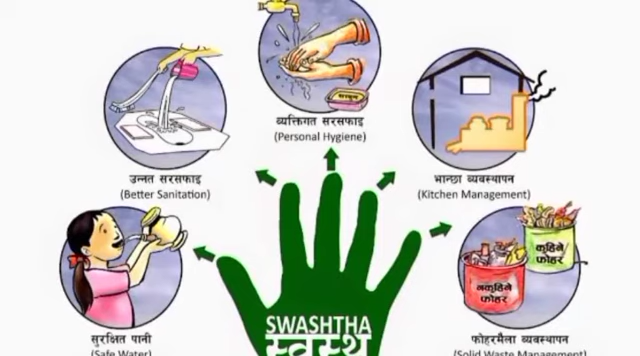 साबुन
व्यक्तिगत सरसफाइ
(Personal Hygiene)
उन्नत सरसफाइ
(Better Sanitation)
भान्छा व्यवस्थापन
(Kitchen Management)
कुहिने
फोहर
नकुहिने
फोहर
सुरक्षित पानी
(Safe Water)
SWASHTHA
स्वस्थ
फोहरमैला व्यवस्थापन
(Solid Waste Management)